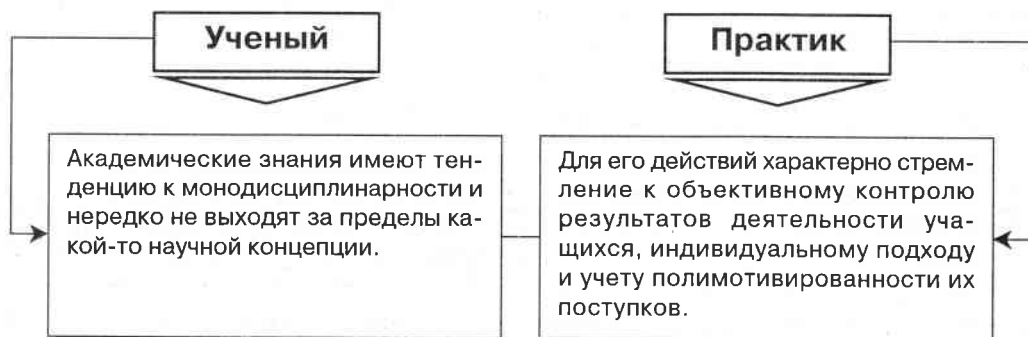 Ученый
Практик
Академические знания имеют тен-
денцию к монодисциплинарности и
нередко не выходят за пределы ка-
кой-то научной концепции.
Для его действий характерно стрем-
ление к объективному контролю
результатов деятельности уча-
щихся, индивидуальному подходу
и учету полимотивированности их
поступков.